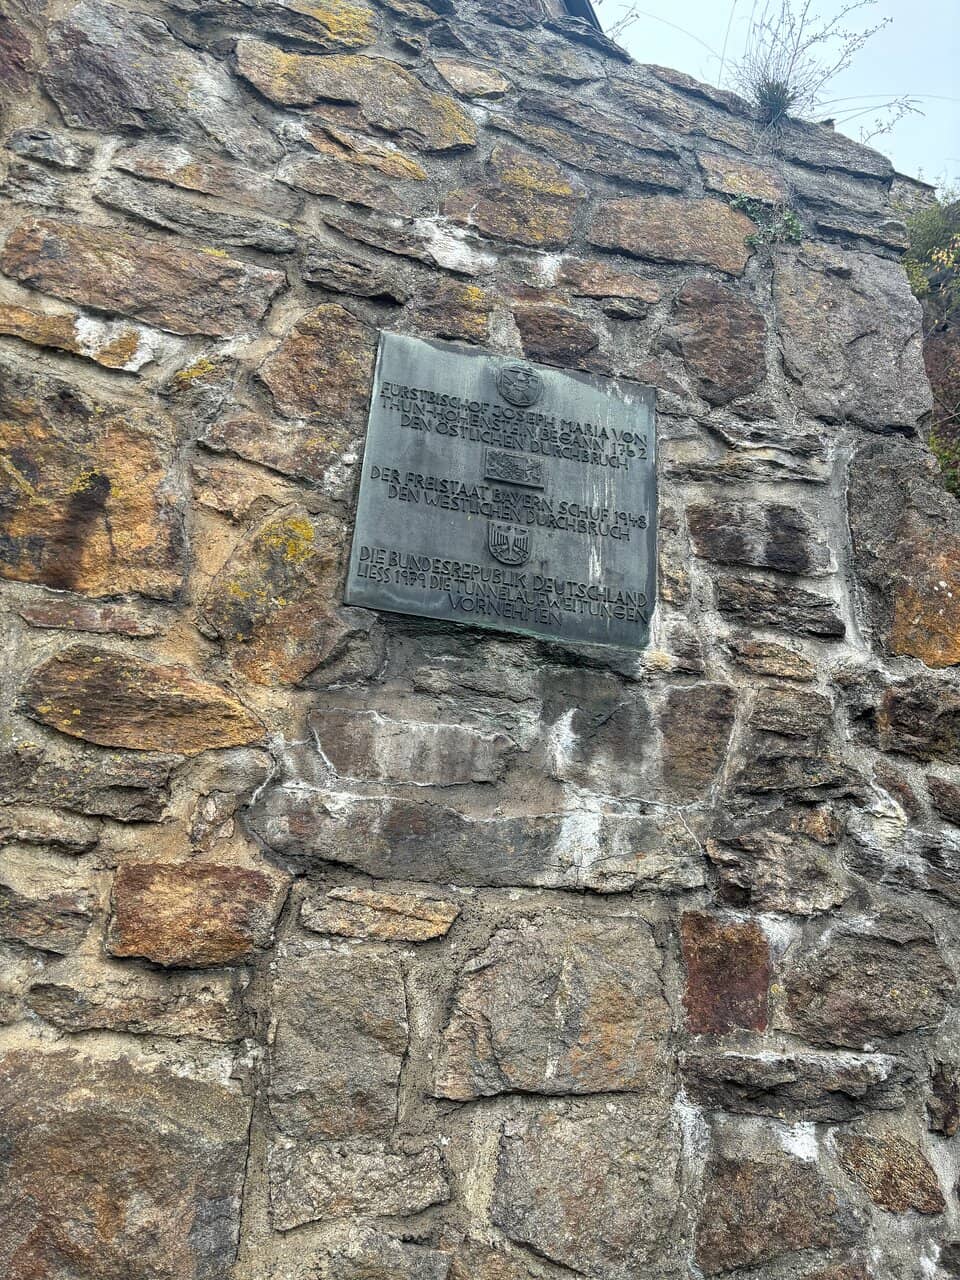 FÜRSTBISCHOF JOSEPH MARIA VON
THUN-HOHENSTEIN BEGANN 1762
DEN ÖSTLICHEN DURCHBRUCH
DER FREISTAAT BAYERN SCHUF 1948
DEN WESTLICHEN DURCHBRUCH
DIE BUNDESREPUBLIK DEUTSCHLAND
LIESS 1979 DIE TUNNELAUFWEITUNGEN
VORNEHMEN